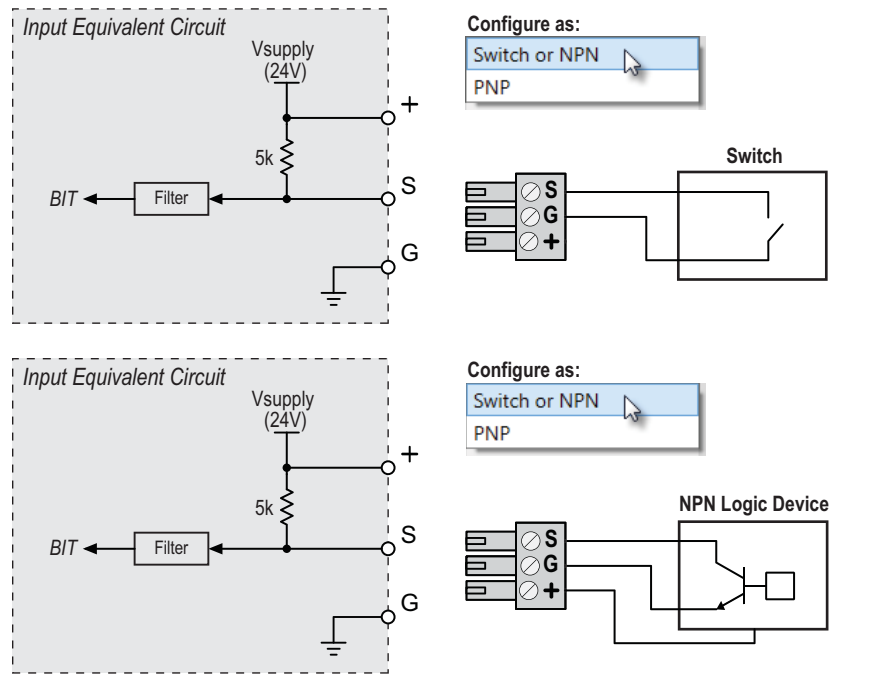 Input Equivalent Circuit
Vsupply
(24V)
+
5k
S
BIT
Filter
G
Configure as:
Switch or NPN
PNP
Switch
S
G
+
Input Equivalent Circuit
Vsupply
(24V)
+
5k
S
BIT
Filter
G
Configure as:
Switch or NPN
PNP
NPN Logic Device
S
G
+